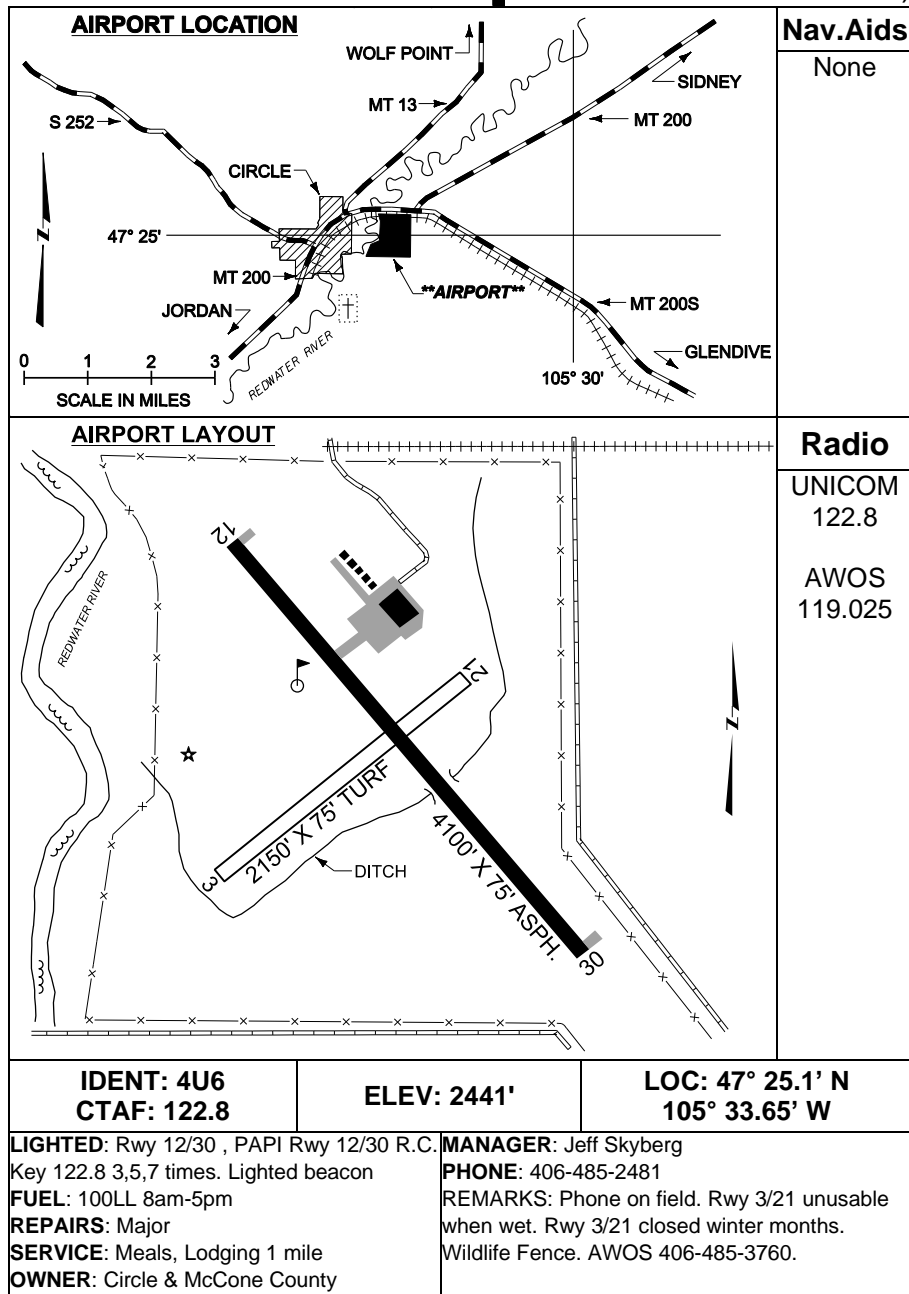 AIRPORT LOCATION
WOLF POINT
SIDNEY
MT 13
MT 200
S 252
CIRCLE
47° 25'
MT 200
**AIRPORT**
JORDAN
MT 200S
REDWATER RIVER
GLENDIVE
105° 30'
N
0 1 2 3
SCALE IN MILES
Nav.Aids
None
AIRPORT LAYOUT
12
REDWATER RIVER
21
N
2150' X 75' TURF
4100' X 75' ASPH.
3
DITCH
30
Radio
UNICOM
122.8
AWOS
119.025
IDENT: 4U6
CTAF: 122.8
ELEV: 2441'
LOC: 47° 25.1’ N
105° 33.65’ W
LIGHTED: Rwy 12/30 , PAPI Rwy 12/30 R.C.
Key 122.8 3,5,7 times. Lighted beacon
FUEL: 100LL 8am-5pm
REPAIRS: Major
SERVICE: Meals, Lodging 1 mile
OWNER: Circle & McCone County
MANAGER: Jeff Skyberg
PHONE: 406-485-2481
REMARKS: Phone on field. Rwy 3/21 unusable
when wet. Rwy 3/21 closed winter months.
Wildlife Fence. AWOS 406-485-3760.